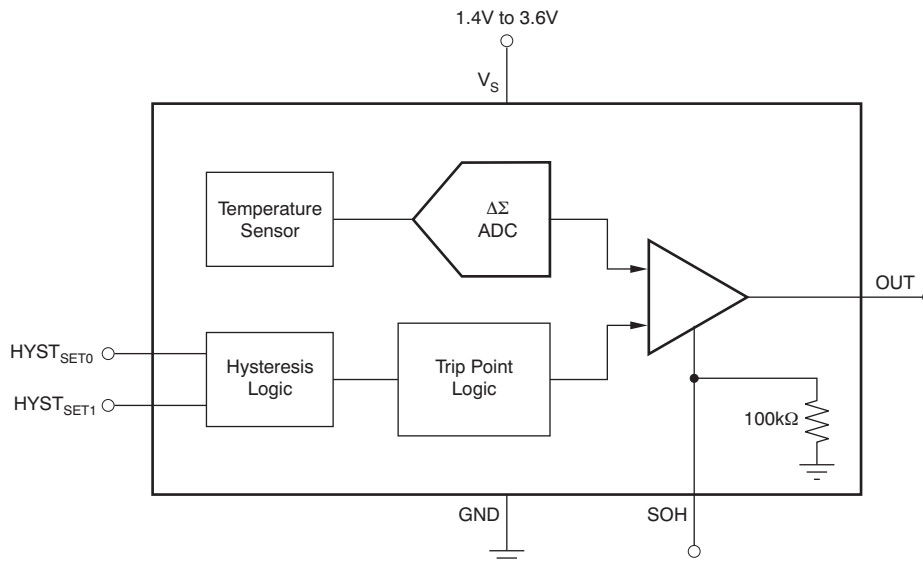 1.4V to 3.6V
V_S
Temperature
Sensor
ΔΣ
ADC
OUT
HYST_SET0
HYST_SET1
Hysteresis
Logic
Trip Point
Logic
100kΩ
GND
SOH